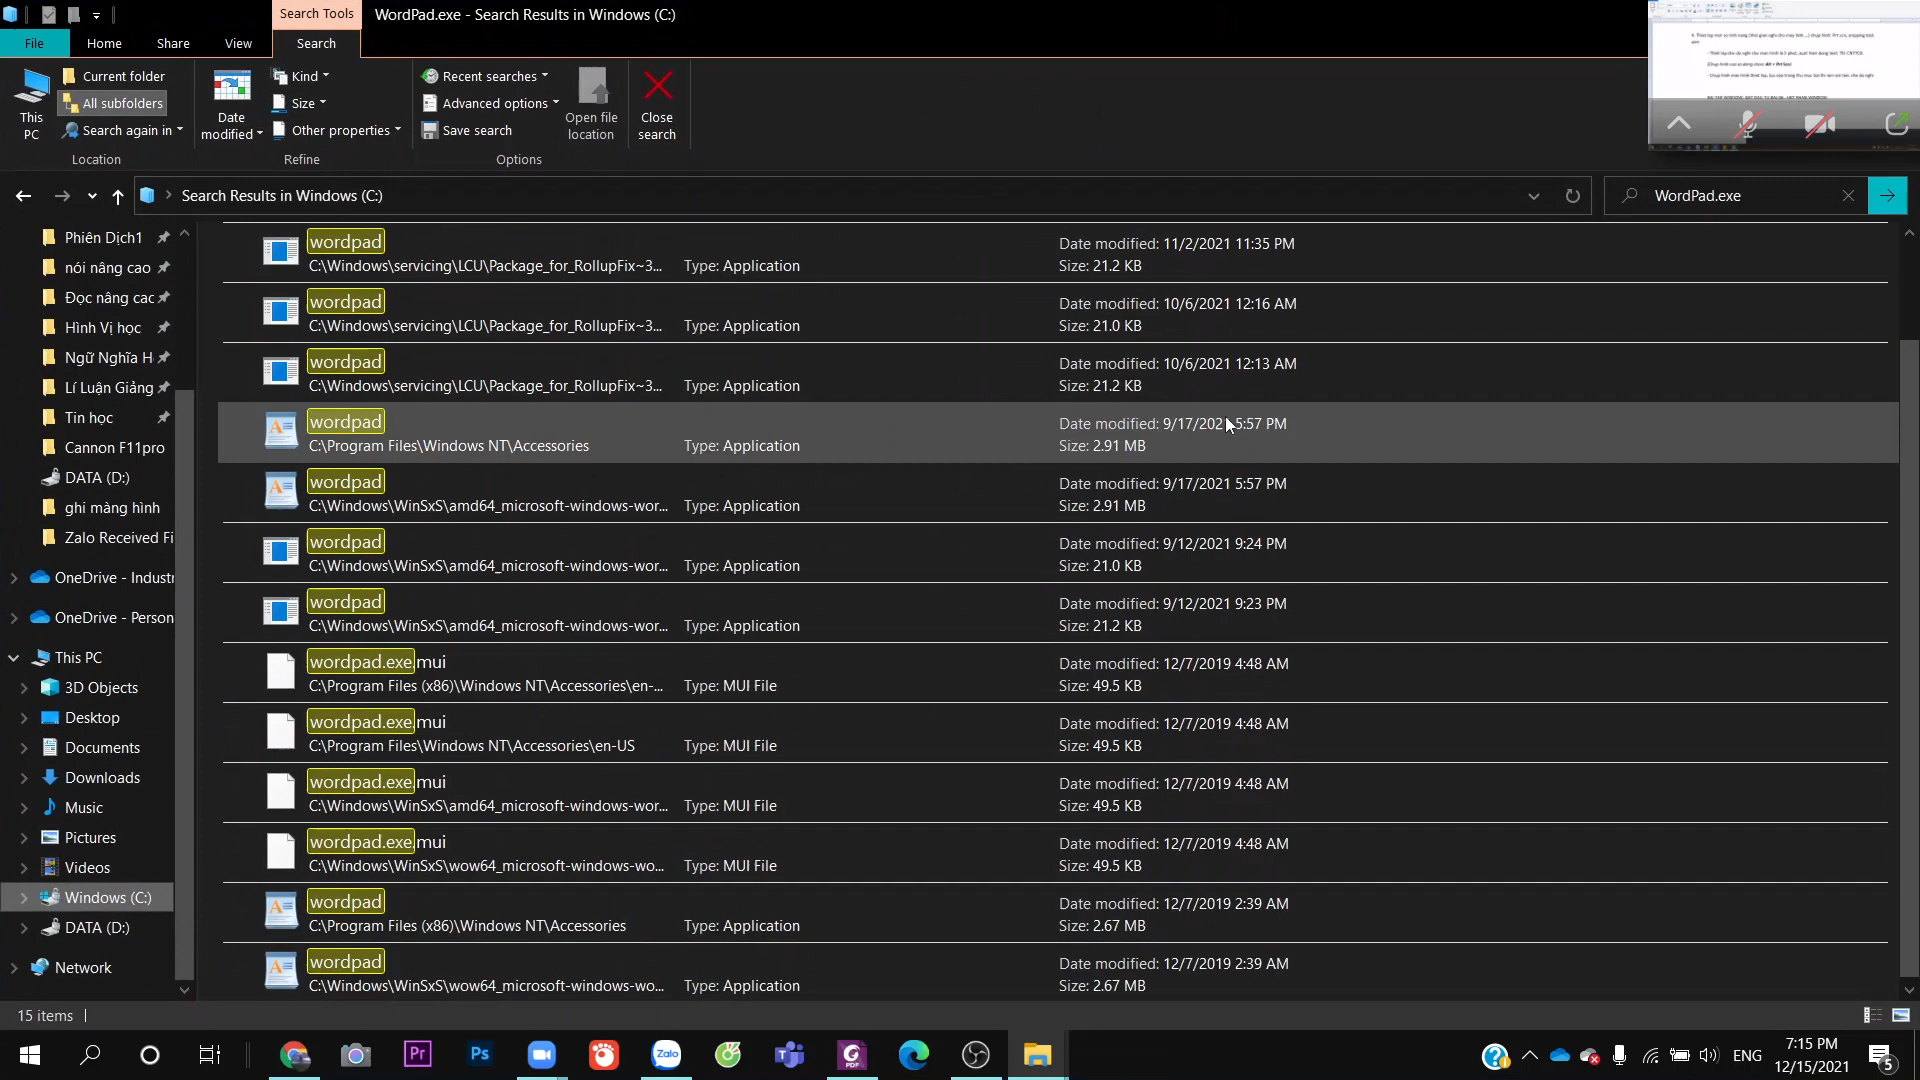 Search Tools
WordPad.exe - Search Results in Windows (C:)
File
Home
Share
View
Search
This
PC
Current folder
All subfolders
Search again in
Location
Date
modified
Kind
Size
Other properties
Refine
Recent searches
Advanced options
Save search
Open file
location
Close
search
Options
Search Results in Windows (C:)
WordPad.exe
Phiên Dịch1
nói nâng cao
Đọc nâng cac
Hình Vị học
Ngữ Nghĩa H
Lí Luận Giảng
Tin học
Cannon F11pro
DATA (D:)
ghi màng hình
Zalo Received Fi
OneDrive - Industr
OneDrive - Person
This PC
3D Objects
Desktop
Documents
Downloads
Music
Pictures
Videos
Windows (C:)
DATA (D:)
Network
wordpad Date modified: 11/2/2021 11:35 PM
C:\Windows\servicing\LCU\Package_for_RollupFix~3... Type: Application Size: 21.2 KB
wordpad Date modified: 10/6/2021 12:16 AM
C:\Windows\servicing\LCU\Package_for_RollupFix~3... Type: Application Size: 21.0 KB
wordpad Date modified: 10/6/2021 12:13 AM
C:\Windows\servicing\LCU\Package_for_RollupFix~3... Type: Application Size: 21.2 KB
wordpad Date modified: 9/17/2021 5:57 PM
C:\Program Files\Windows NT\Accessories Type: Application Size: 2.91 MB
wordpad Date modified: 9/17/2021 5:57 PM
C:\Windows\WinSxS\amd64_microsoft-windows-wor... Type: Application Size: 2.91 MB
wordpad Date modified: 9/12/2021 9:24 PM
C:\Windows\WinSxS\amd64_microsoft-windows-wor... Type: Application Size: 21.0 KB
wordpad Date modified: 9/12/2021 9:23 PM
C:\Windows\WinSxS\amd64_microsoft-windows-wor... Type: Application Size: 21.2 KB
wordpad.exe.mui Date modified: 12/7/2019 4:48 AM
C:\Program Files (x86)\Windows NT\Accessories\en-... Type: MUI File Size: 49.5 KB
wordpad.exe.mui Date modified: 12/7/2019 4:48 AM
C:\Program Files\Windows NT\Accessories\en-US Type: MUI File Size: 49.5 KB
wordpad.exe.mui Date modified: 12/7/2019 4:48 AM
C:\Windows\WinSxS\amd64_microsoft-windows-wor... Type: MUI File Size: 49.5 KB
wordpad.exe.mui Date modified: 12/7/2019 4:48 AM
C:\Windows\WinSxS\wow64_microsoft-windows-wo... Type: MUI File Size: 49.5 KB
wordpad Date modified: 12/7/2019 2:39 AM
C:\Program Files (x86)\Windows NT\Accessories Type: Application Size: 2.67 MB
wordpad Date modified: 12/7/2019 2:39 AM
C:\Windows\WinSxS\wow64_microsoft-windows-wo... Type: Application Size: 2.67 MB
15 items
Pr
Ps
Zalo
PDF
ENG
7:15 PM
12/15/2021
5